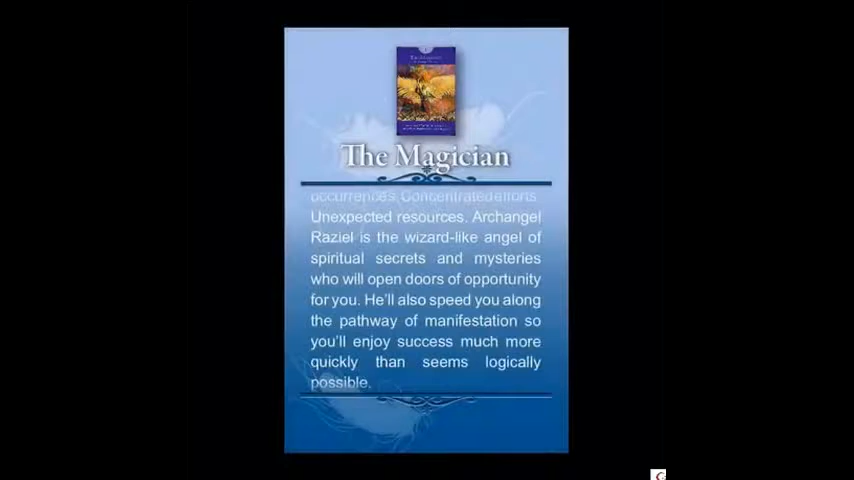 The Magician
occurrences. Concentrated efforts.
Unexpected resources. Archangel
Raziel is the wizard-like angel of
spiritual secrets and mysteries
who will open doors of opportunity
for you. He'll also speed you along
the pathway of manifestation so
you'll enjoy success much more
quickly than seems logically
possible.